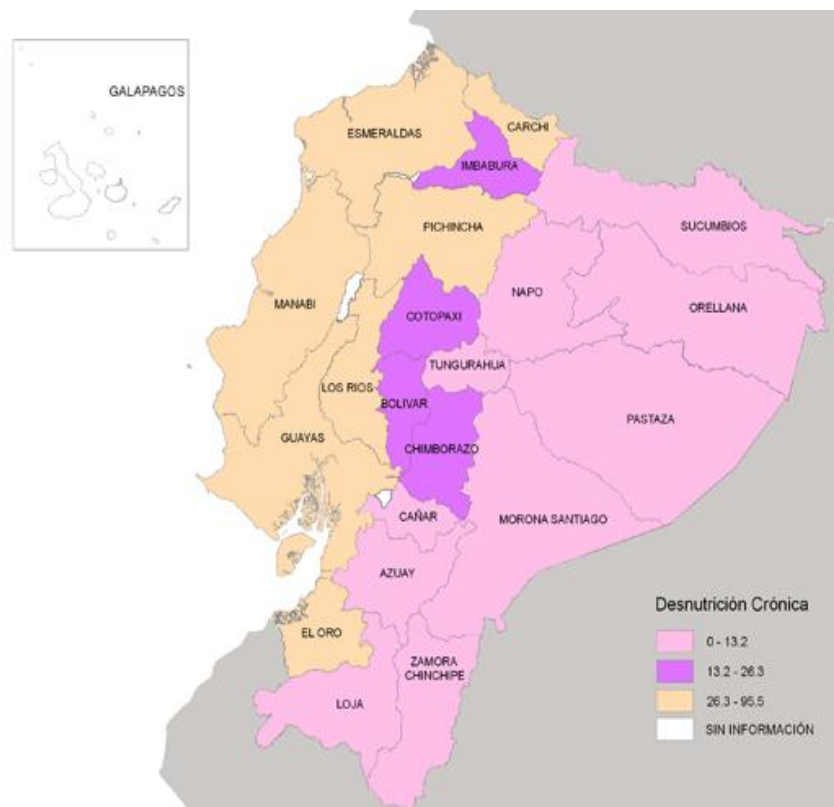 GALAPAGOS
ESMERALDAS
CARCHI
IMBABURA
SUCUMBIOS
PICHINCHA
NAPO
ORELLANA
MANABI
COTOPAXI
TUNGURAHUA
LOS RIOS
BOLIVAR
PASTAZA
GUAYAS
CHIMBORAZO
CAÑAR
MORONA SANTIAGO
AZUAY
EL ORO
ZAMORA
CHINCHIPE
LOJA
Desnutrición Crónica
0 - 13.2
13.2 - 26.3
26.3 - 95.5
SIN INFORMACIÓN